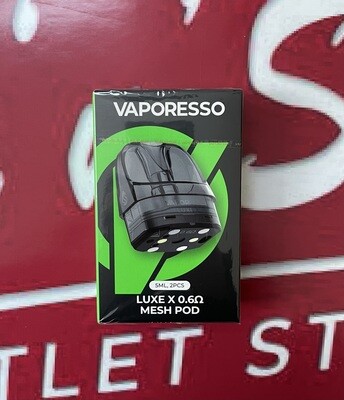 VAPORESSO
5ML, 2PCS
LUXE X 0.6Ω
MESH POD
TLET ST